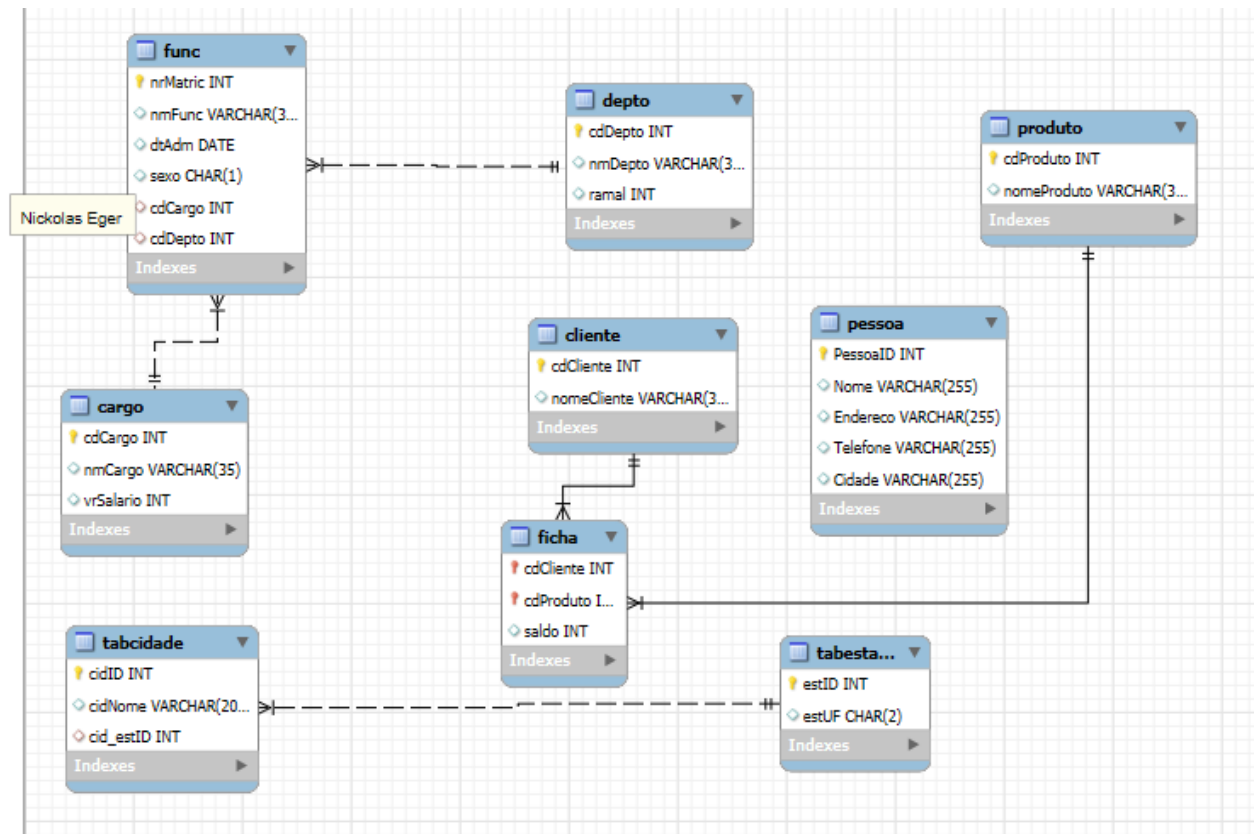 func
nrMatric INT
nmFunc VARCHAR(3...
dtAdm DATE
sexo CHAR(1)
cdCargo INT
cdDepto INT
Indexes
Nickolas Eger
depto
cdDepto INT
nmDepto VARCHAR(3...
ramal INT
Indexes
produto
cdProduto INT
nomeProduto VARCHAR(3...
Indexes
cliente
cdCliente INT
nomeCliente VARCHAR(3...
Indexes
pessoa
PessoaID INT
Nome VARCHAR(255)
Endereco VARCHAR(255)
Telefone VARCHAR(255)
Cidade VARCHAR(255)
Indexes
cargo
cdCargo INT
nmCargo VARCHAR(35)
vrSalario INT
Indexes
ficha
cdCliente INT
cdProduto I...
saldo INT
Indexes
tabcidade
cidID INT
cidNome VARCHAR(20...
cid_estID INT
Indexes
tabesta...
estID INT
estUF CHAR(2)
Indexes